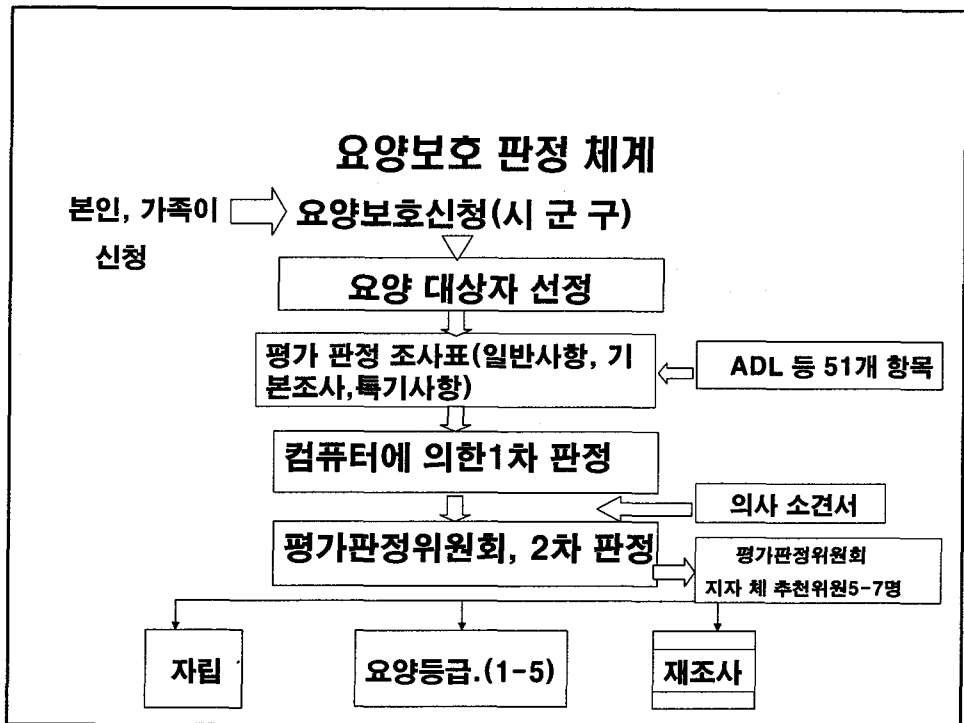 요양보호 판정 체계
본인, 가족이
신청
요양보호신청(시 군 구)
요양 대상자 선정
평가 판정 조사표(일반사항, 기
본조사,특기사항)
ADL 등 51개 항목
컴퓨터에 의한1차 판정
의사 소견서
평가판정위원회, 2차 판정
평가판정위원회
지자 체 추천위원5-7명
자립
요양등급.(1-5)
재조사